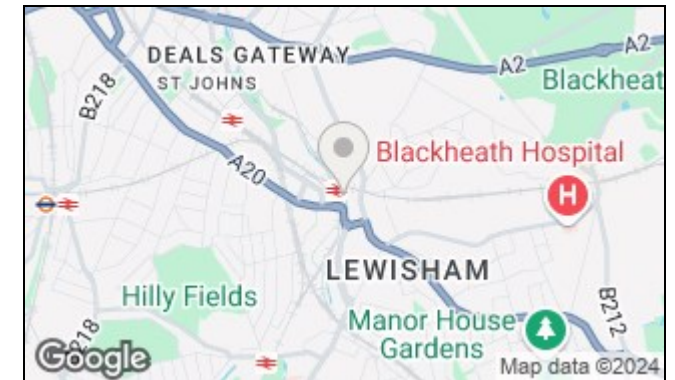 DEALS GATEWAY
ST JOHNS
B218
A2
A2
Blackheat
A20
Blackheath Hospital
H
LEWISHAM
Hilly Fields
B212
Manor House
Gardens
B218
Google
Map data ©2024